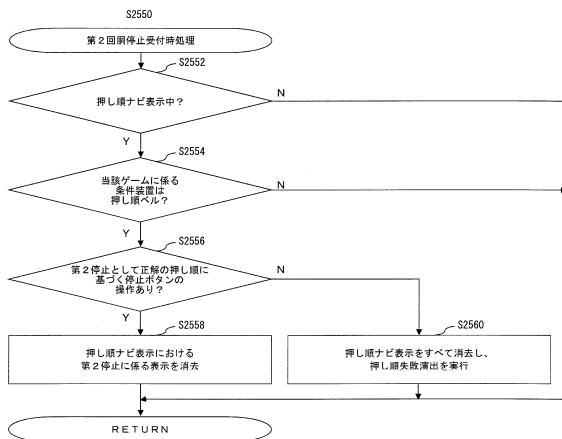 S2550
第２回胴停止受付時処理
S2552
押し順ナビ表示中？
N
Y
S2554
当該ゲームに係る
条件装置は
押し順ベル？
N
Y
S2556
第２停止として正解の押し順に
基づく停止ボタンの
操作あり？
N
Y
S2558
押し順ナビ表示における
第２停止に係る表示を消去
S2560
押し順ナビ表示をすべて消去し、
押し順失敗演出を実行
ＲＥＴＵＲＮ